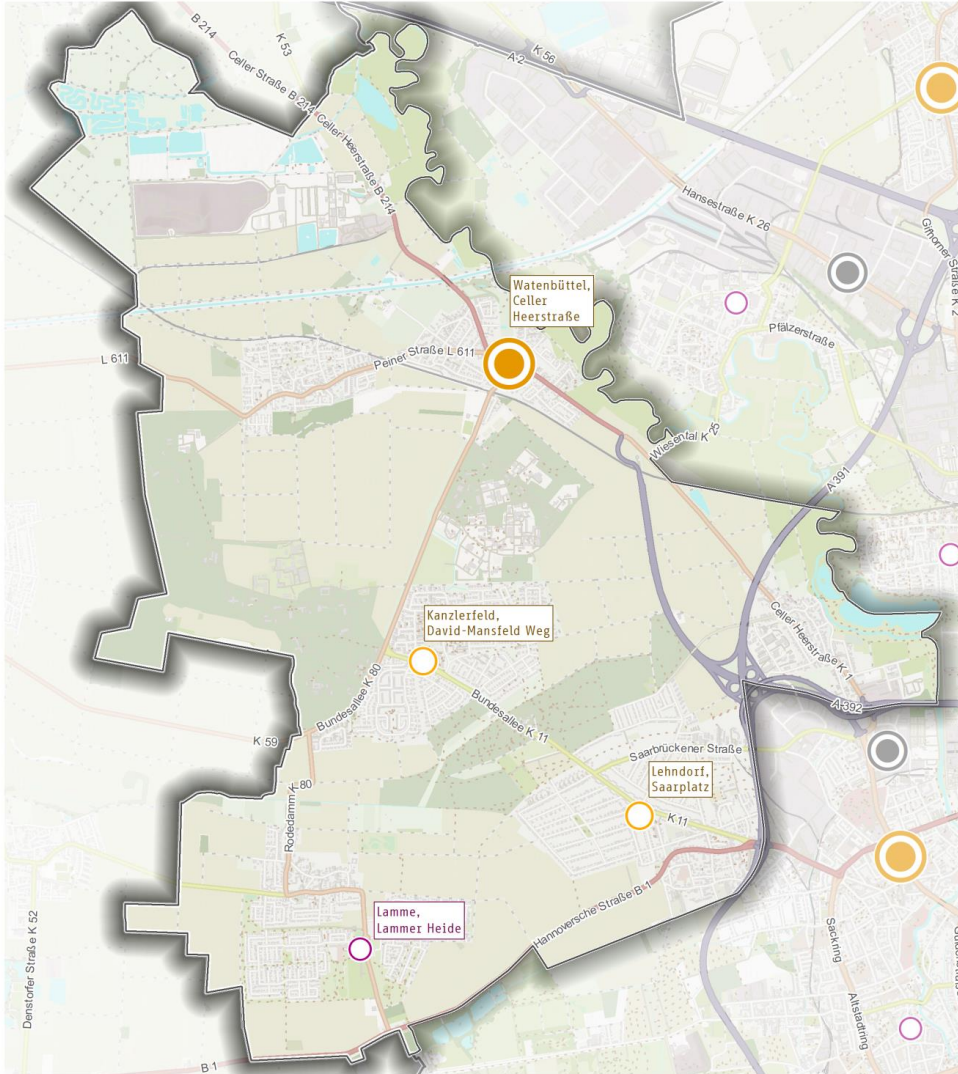 B 214
K 53
Celler Straße B 214
Celler Heerstraße B 214
K 56
A 2
Hansestraße K 26
Gifhorner Straße K 2
Watenbüttel,
Celler
Heerstraße
Pfälzerstraße
L 611
Peiner Straße L 611
Wiesental K 25
A 391
Kanzlerfeld,
David-Mansfeld Weg
Celler Heerstraße K 1
Bundesallee K 80
Bundesallee K 11
A 392
K 59
Saarbrückener Straße
Lehndorf,
Saarplatz
Rodedamm K 80
K 11
Hannoversche Straße B 1
Lamme,
Lammer Heide
Denstorfer Straße K 52
Sackring
Altstadtring
B 1